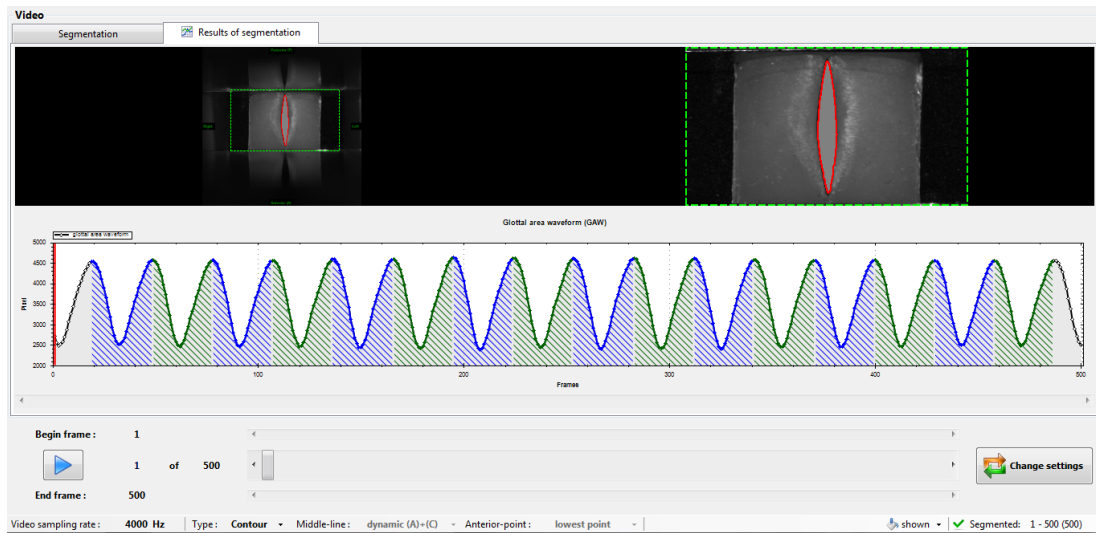 Video
Segmentation
Results of segmentation
Glottal area waveform (GAW)
glottal area waveform
5000
4500
4000
3500
3000
2500
2000
Pixel
0 100 200 300 400 500
Frames
Begin frame : 1
1 of 500
Change settings
End frame : 500
Video sampling rate : 4000 Hz Type : Contour Middle-line : dynamic (A)+(C) Anterior-point : lowest point shown Segmented: 1 - 500 (500)